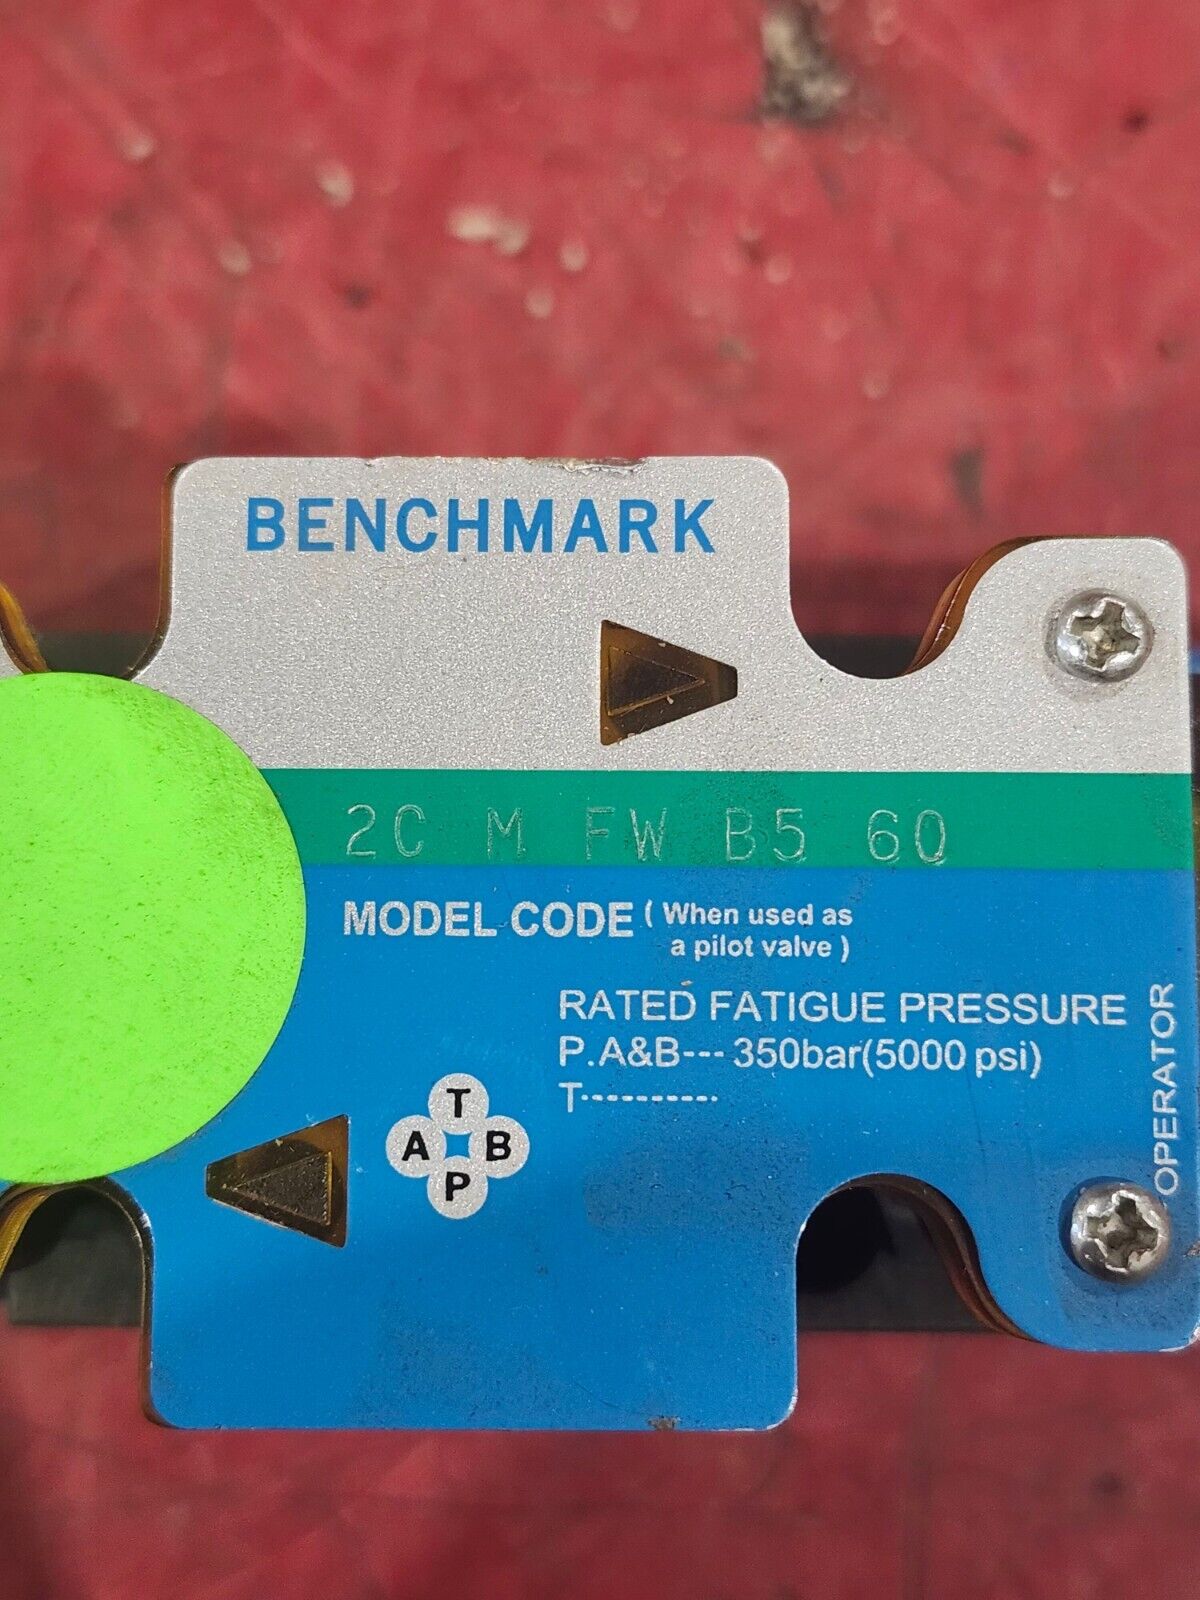 BENCHMARK
2C M FW B5 60
MODEL CODE ( When used as
a pilot valve )
RATED FATIGUE PRESSURE
P.A&B--- 350bar(5000 psi)
T----------
T
A B
P
OPERATOR